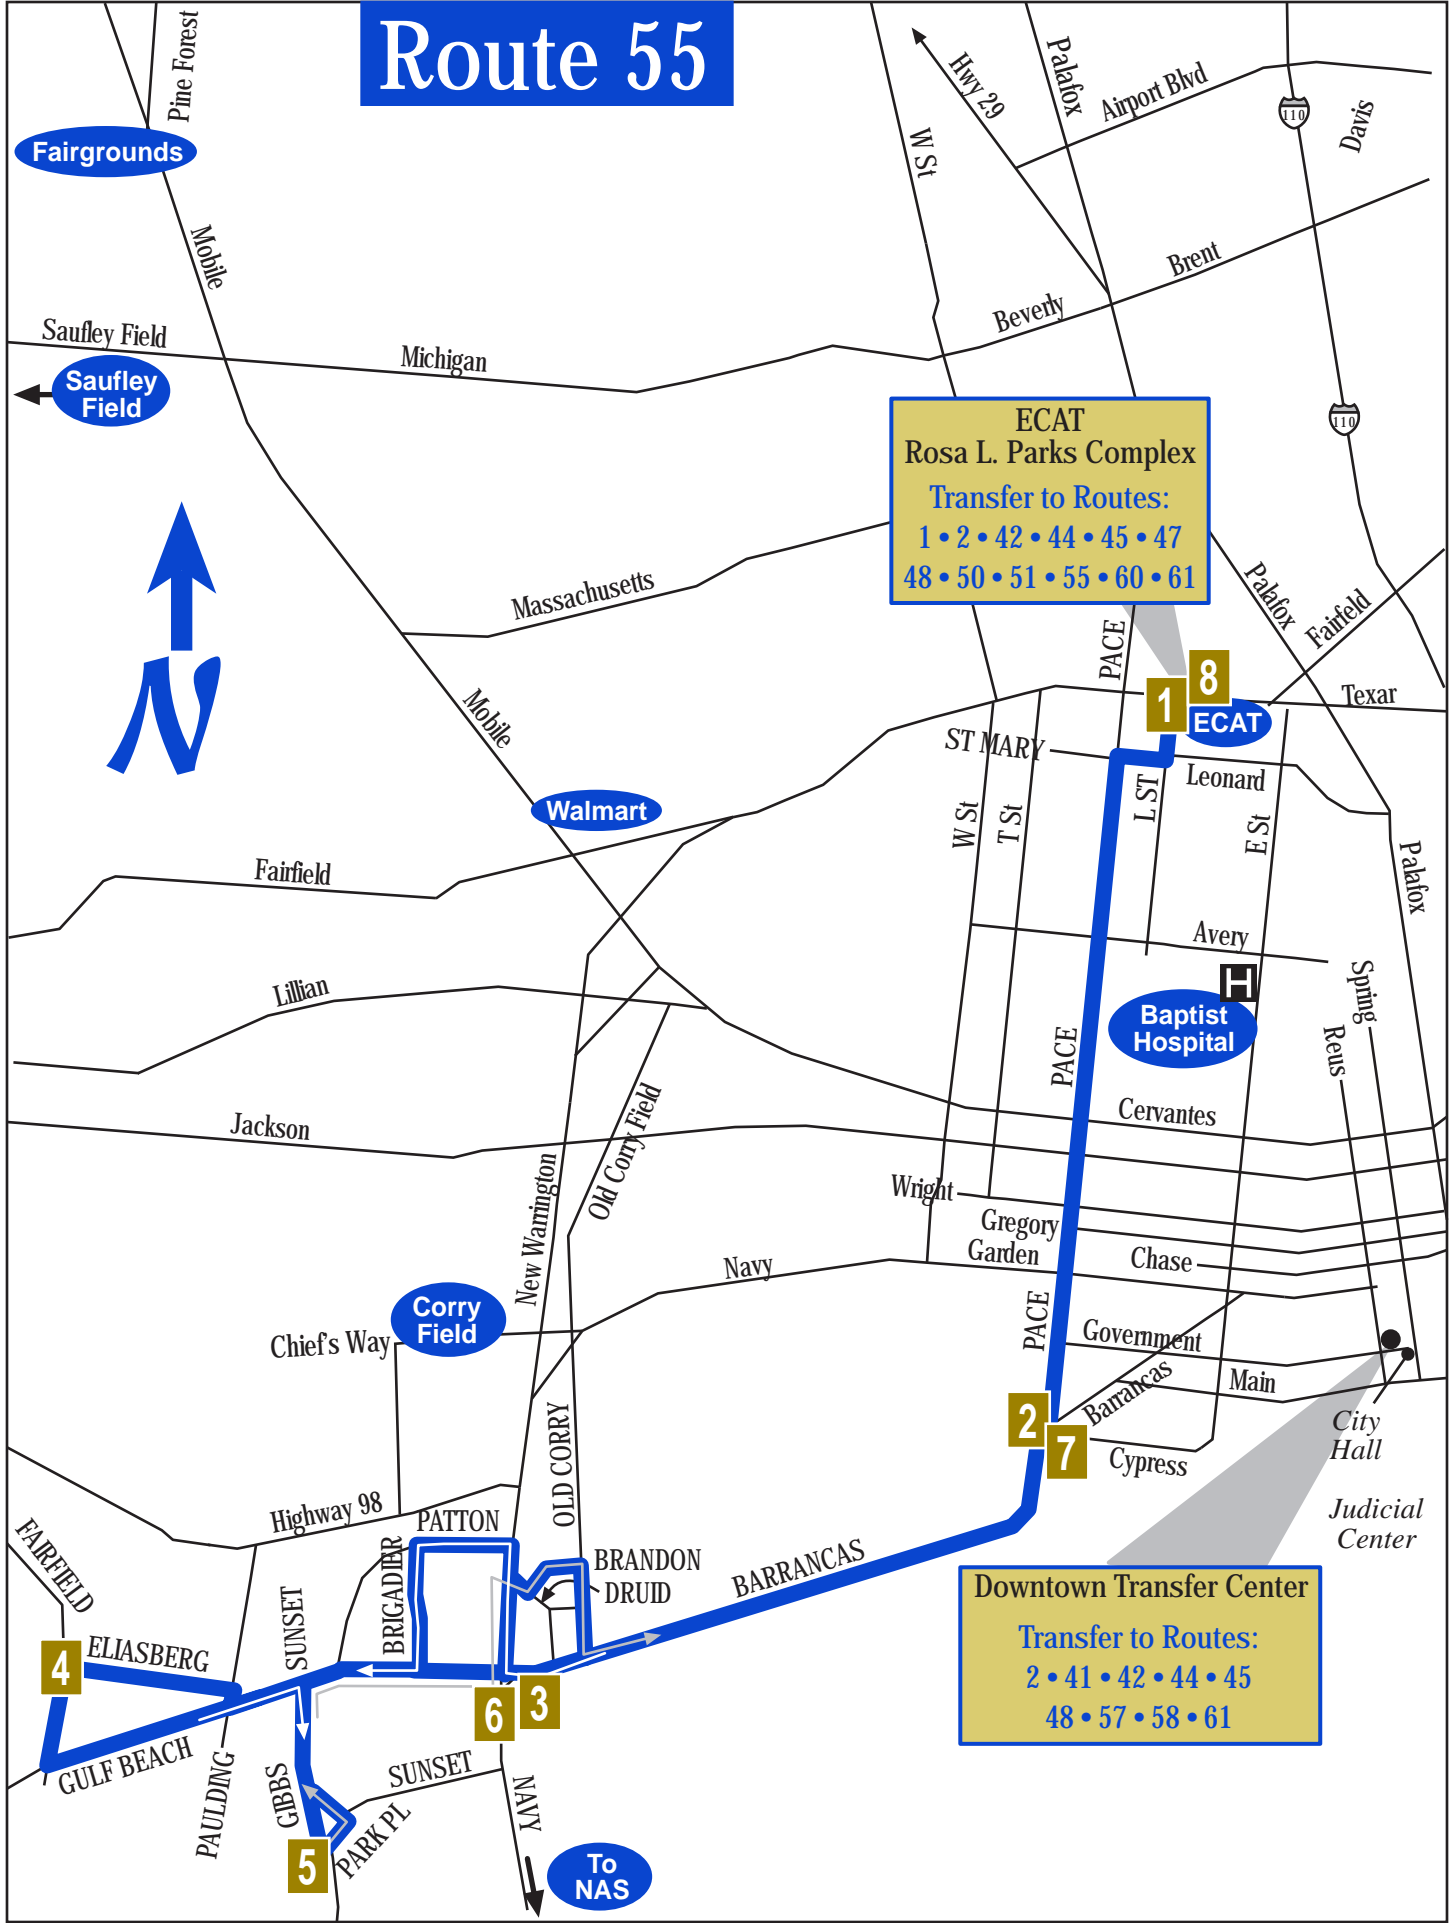 Route 55
Pine Forest
Fairgrounds
Mobile
W St
Hwy 29
Palafox
Airport Blvd
110
Davis
Brent
Beverly
Saufley Field
Michigan
Saufley
Field
110
ECAT
Rosa L. Parks Complex
Transfer to Routes:
1 • 2 • 42 • 44 • 45 • 47
48 • 50 • 51 • 55 • 60 • 61
Massachusetts
Palafox
Fairfeld
PACE
N
Mobile
1
8
ECAT
Texar
ST MARY
Leonard
Walmart
W St
T St
L ST
E St
Fairfield
Palafox
Avery
H
Lillian
Baptist
Hospital
Spring
Reus
PACE
Cervantes
Jackson
Old Corry Field
New Warrington
Wright
Gregory
Garden
Chase
Navy
Corry
Field
Chief's Way
PACE
Government
Barrancas
Main
2
7
Cypress
City
Hall
Judicial
Center
OLD CORRY
Highway 98
PATTON
FAIRFIELD
BRIGADIER
BRANDON
DRUID
BARRANCAS
SUNSET
Downtown Transfer Center
Transfer to Routes:
2 • 41 • 42 • 44 • 45
48 • 57 • 58 • 61
4
ELIASBERG
6
3
GULF BEACH
PAULDING
GIBBS
SUNSET
NAVY
PARK PL
5
To
NAS